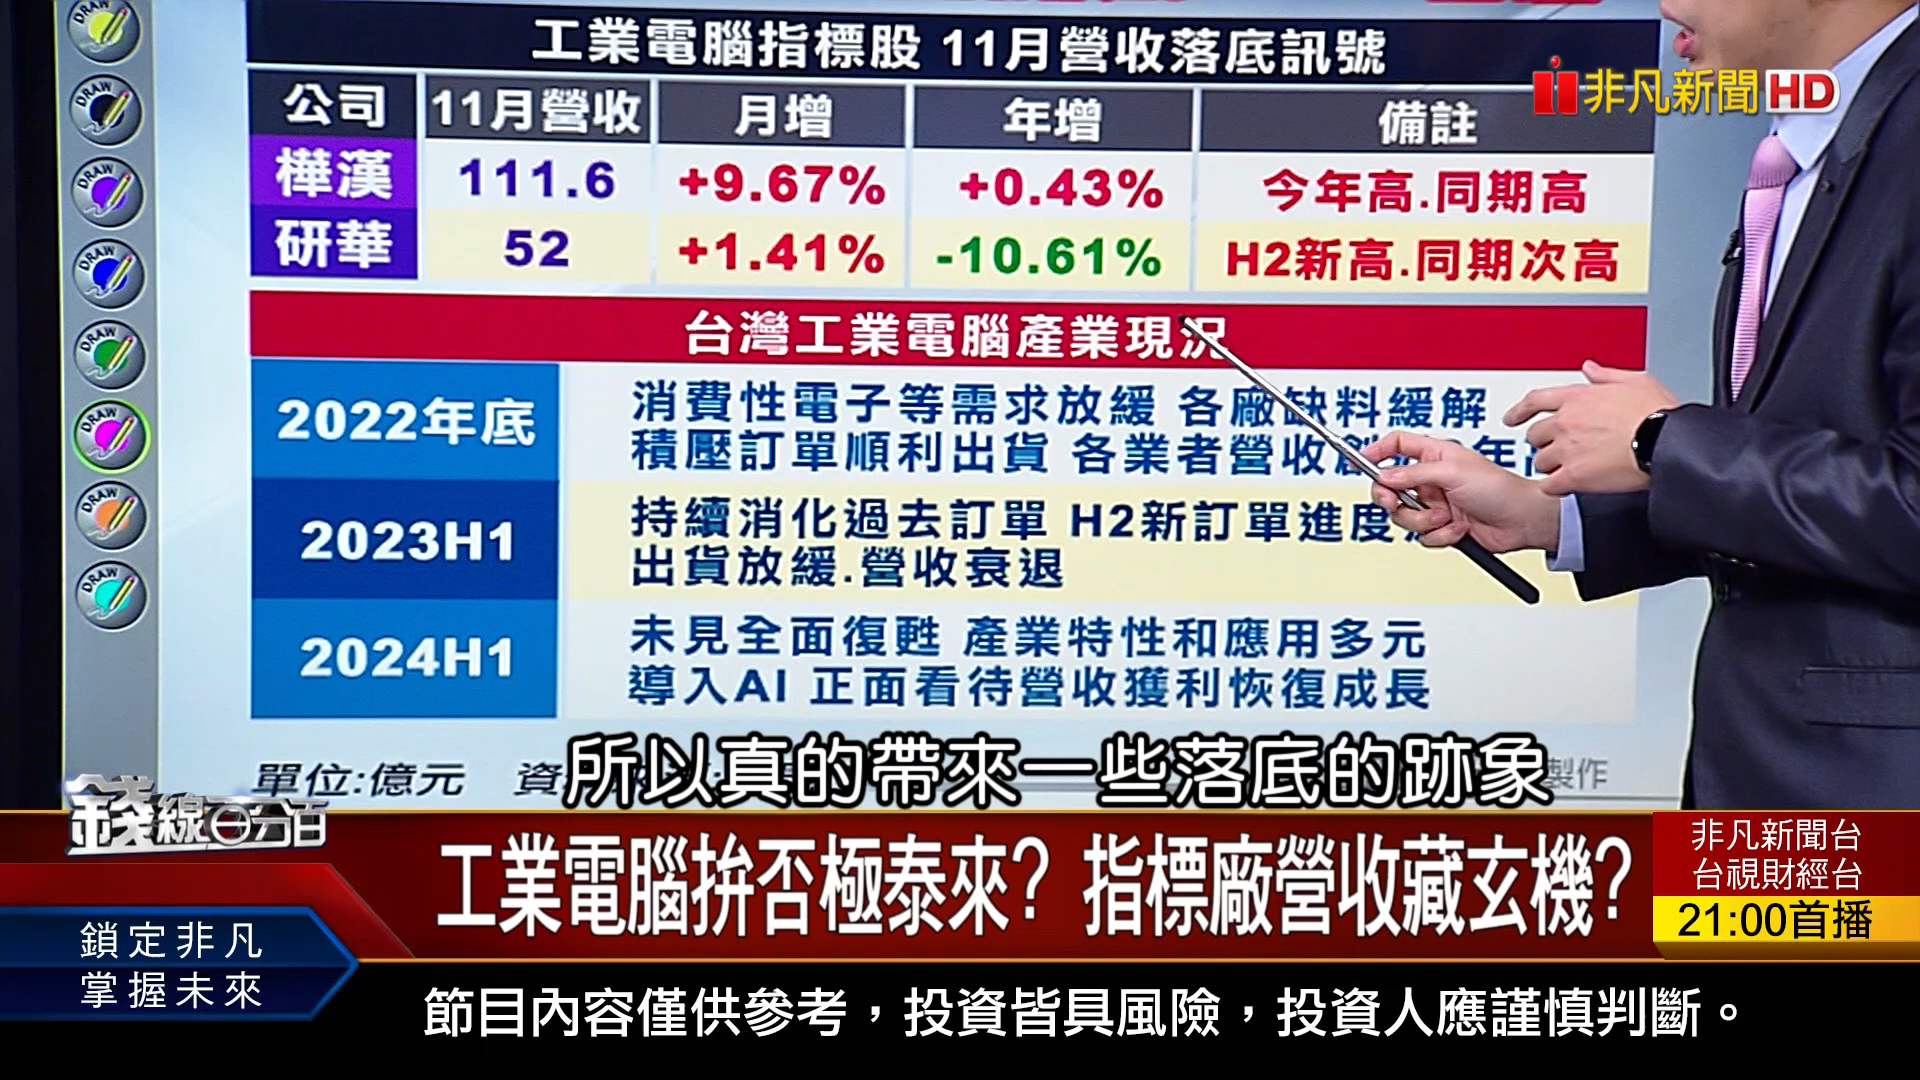 DRAW
DRAW
DRAW
DRAW
DRAW
DRAW
DRAW
DRAW
工業電腦指標股 11月營收落底訊號
非凡新聞HD
公司 11月營收 月增 年增 備註
樺漢 111.6 +9.67% +0.43% 今年高.同期高
研華 52 +1.41% -10.61% H2新高.同期次高
台灣工業電腦產業現況
2022年底
消費性電子等需求放緩 各廠缺料緩解
積壓訂單順利出貨 各業者營收創 年
2023H1
持續消化過去訂單 H2新訂單進度
出貨放緩.營收衰退
2024H1
未見全面復甦 產業特性和應用多元
導入AI 正面看待營收獲利恢復成長
單位:億元 資 製作
所以真的帶來一些落底的跡象
錢線百分百
工業電腦拚否極泰來? 指標廠營收藏玄機?
非凡新聞台
台視財經台
21:00首播
鎖定非凡
掌握未來
節目內容僅供參考，投資皆具風險，投資人應謹慎判斷。